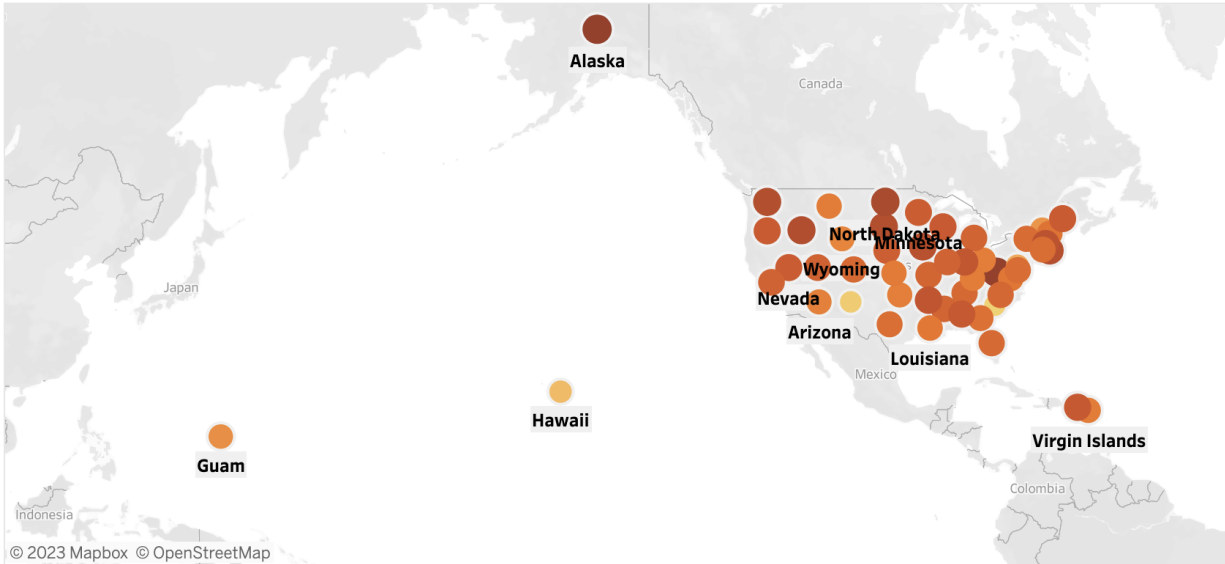 Alaska
Canada
North Dakota
Minnesota
Wyoming
Japan
Nevada
Arizona
Louisiana
Mexico
Hawaii
Virgin Islands
Guam
Colombia
Indonesia
© 2023 Mapbox © OpenStreetMap